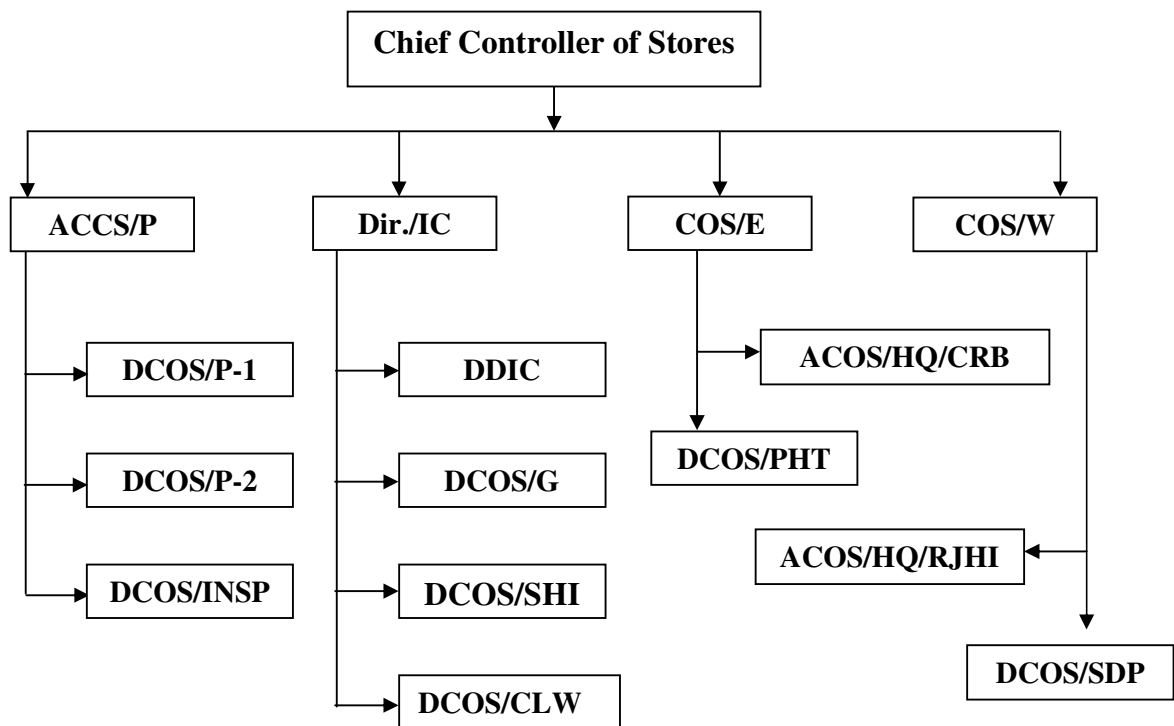 Chief Controller of Stores
ACCS/P
Dir./IC
COS/E
COS/W
DCOS/P-1
DDIC
ACOS/HQ/CRB
DCOS/P-2
DCOS/G
DCOS/PHT
DCOS/INSP
DCOS/SHI
ACOS/HQ/RJHI
DCOS/CLW
DCOS/SDP